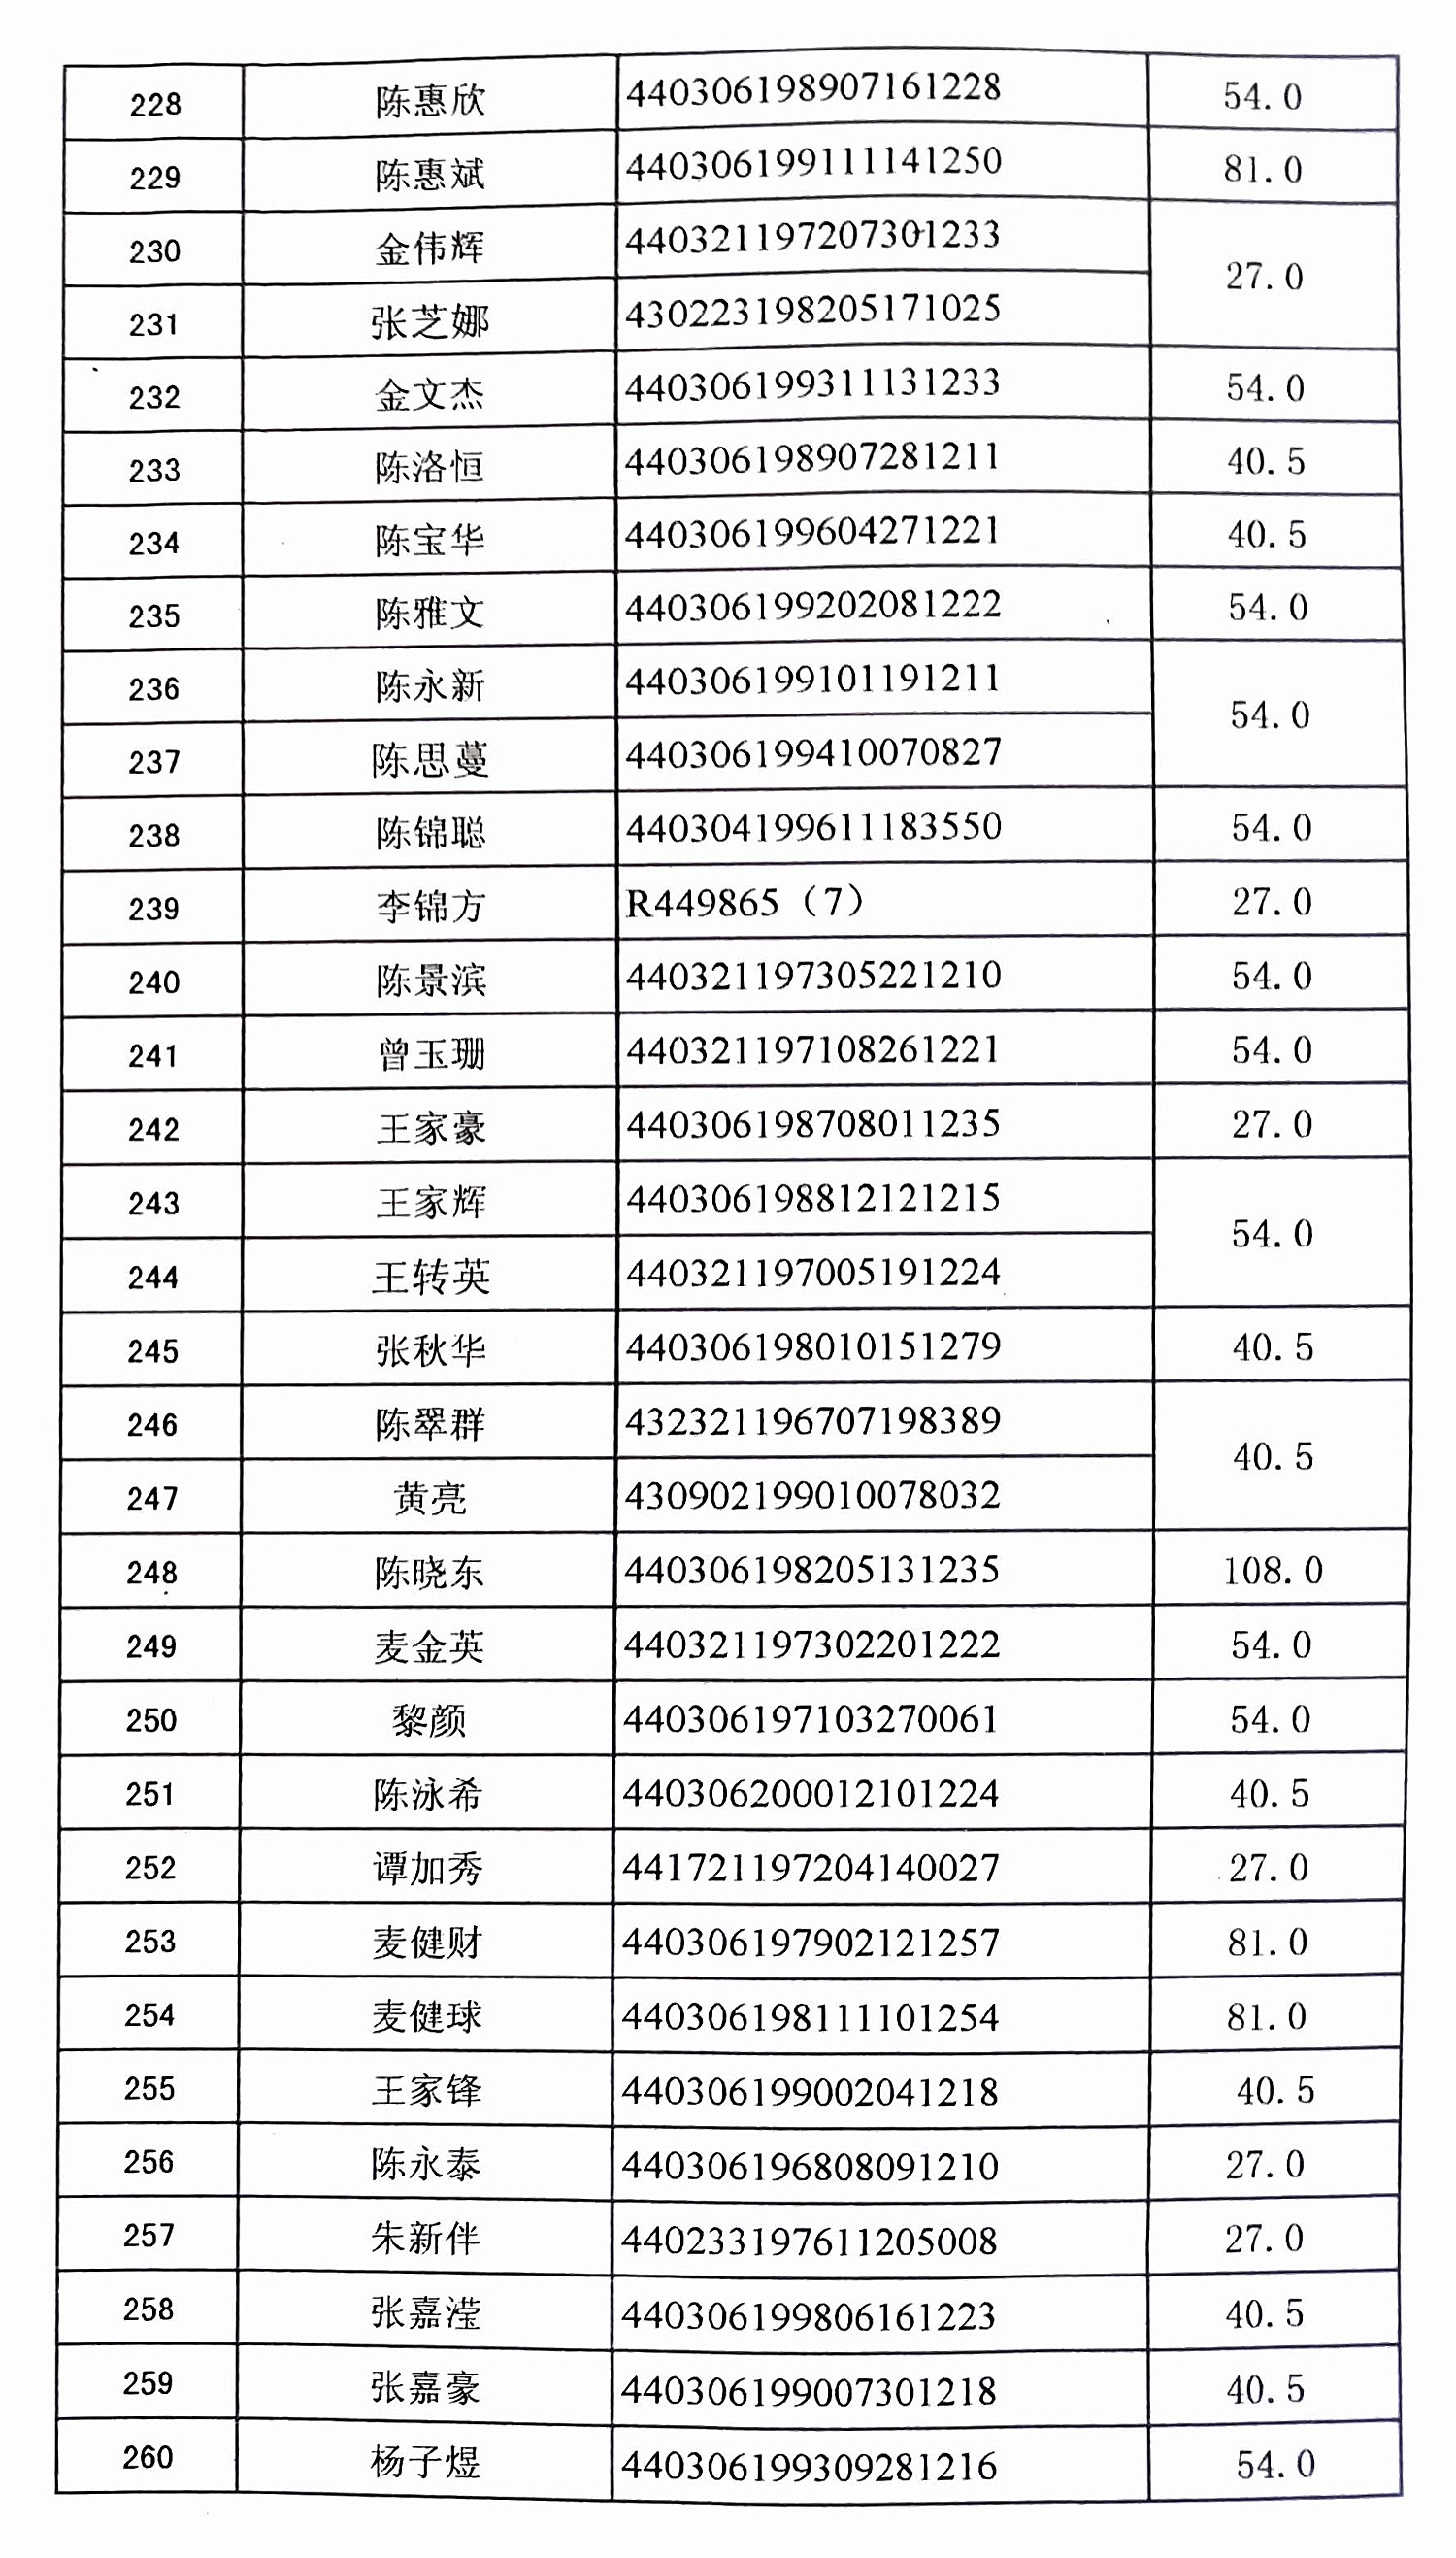 228 陈惠欣 440306198907161228 54.0
229 陈惠斌 440306199111141250 81.0
230 金伟辉 440321197207301233 27.0
231 张芝娜 430223198205171025
232 金文杰 440306199311131233 54.0
233 陈洛恒 440306198907281211 40.5
234 陈宝华 440306199604271221 40.5
235 陈雅文 440306199202081222 54.0
236 陈永新 440306199101191211 54.0
237 陈思蔓 440306199410070827
238 陈锦聪 440304199611183550 54.0
239 李锦方 R449865（7） 27.0
240 陈景滨 440321197305221210 54.0
241 曾玉珊 440321197108261221 54.0
242 王家豪 440306198708011235 27.0
243 王家辉 440306198812121215 54.0
244 王转英 440321197005191224
245 张秋华 440306198010151279 40.5
246 陈翠群 432321196707198389 40.5
247 黄亮 430902199010078032
248 陈晓东 440306198205131235 108.0
249 麦金英 440321197302201222 54.0
250 黎颜 440306197103270061 54.0
251 陈泳希 440306200012101224 40.5
252 谭加秀 441721197204140027 27.0
253 麦健财 440306197902121257 81.0
254 麦健球 440306198111101254 81.0
255 王家锋 440306199002041218 40.5
256 陈永泰 440306196808091210 27.0
257 朱新伴 440233197611205008 27.0
258 张嘉滢 440306199806161223 40.5
259 张嘉豪 440306199007301218 40.5
260 杨子煜 440306199309281216 54.0